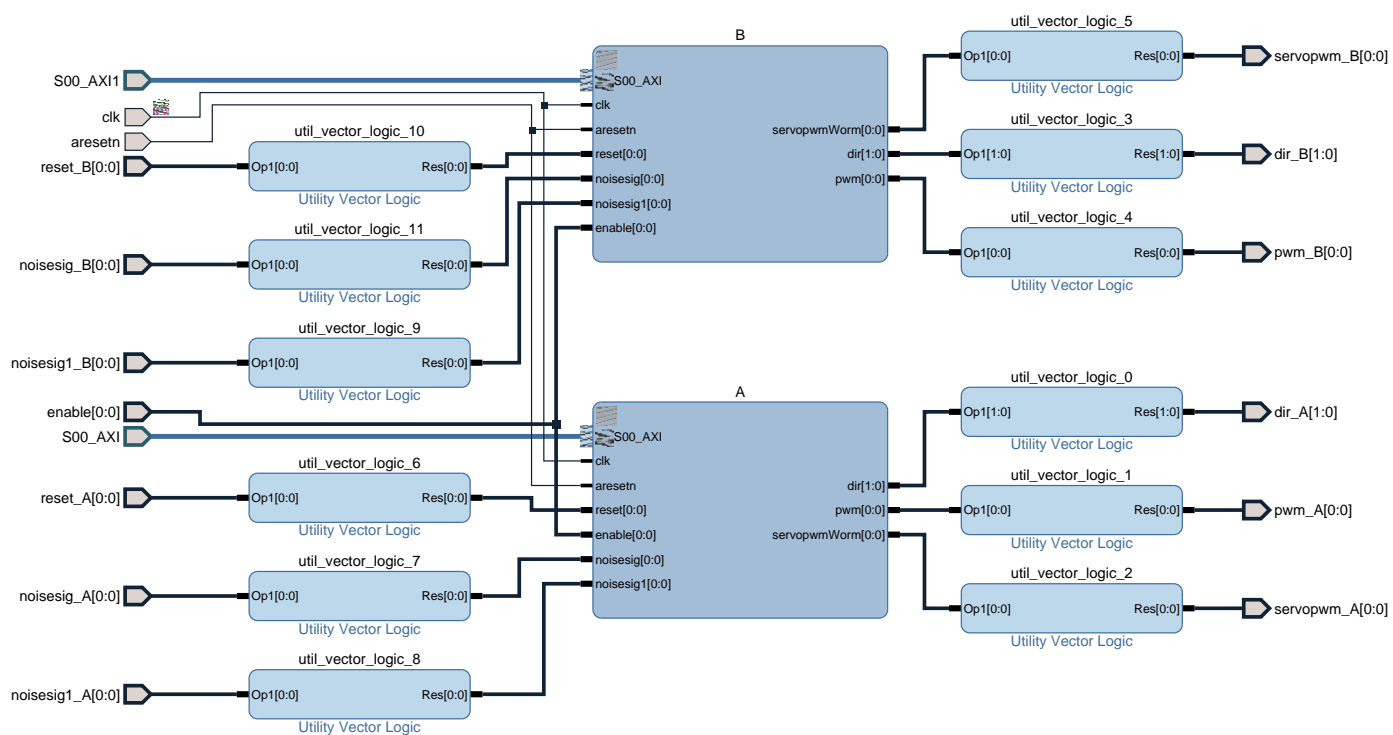 util_vector_logic_5
B
S00_AXI1
clk
aresetn
reset_B[0:0]
util_vector_logic_10
Op1[0:0]
Res[0:0]
Utility Vector Logic
noisesig_B[0:0]
util_vector_logic_11
Op1[0:0]
Res[0:0]
Utility Vector Logic
noisesig1_B[0:0]
util_vector_logic_9
Op1[0:0]
Res[0:0]
Utility Vector Logic
S00_AXI
clk
aresetn
reset[0:0]
noisesig[0:0]
noisesig1[0:0]
enable[0:0]
servopwmWorm[0:0]
dir[1:0]
pwm[0:0]
Op1[0:0]
Res[0:0]
Utility Vector Logic
servopwm_B[0:0]
util_vector_logic_3
Op1[1:0]
Res[1:0]
Utility Vector Logic
dir_B[1:0]
util_vector_logic_4
Op1[0:0]
Res[0:0]
Utility Vector Logic
pwm_B[0:0]
enable[0:0]
S00_AXI
reset_A[0:0]
util_vector_logic_6
Op1[0:0]
Res[0:0]
Utility Vector Logic
noisesig_A[0:0]
util_vector_logic_7
Op1[0:0]
Res[0:0]
Utility Vector Logic
noisesig1_A[0:0]
util_vector_logic_8
Op1[0:0]
Res[0:0]
Utility Vector Logic
A
S00_AXI
clk
aresetn
reset[0:0]
enable[0:0]
noisesig[0:0]
noisesig1[0:0]
dir[1:0]
pwm[0:0]
servopwmWorm[0:0]
util_vector_logic_0
Op1[1:0]
Res[1:0]
Utility Vector Logic
dir_A[1:0]
util_vector_logic_1
Op1[0:0]
Res[0:0]
Utility Vector Logic
pwm_A[0:0]
util_vector_logic_2
Op1[0:0]
Res[0:0]
Utility Vector Logic
servopwm_A[0:0]